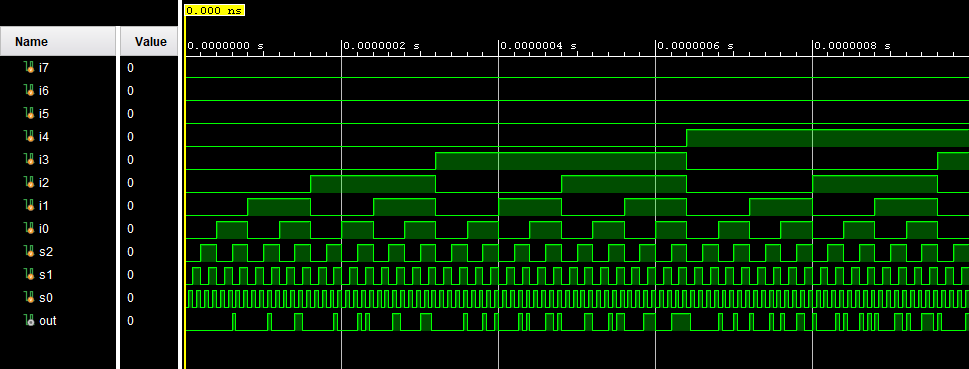 0.000 ns
Name Value
0.0000000 s 0.0000002 s 0.0000004 s 0.0000006 s 0.0000008 s
i7 0
i6 0
i5 0
i4 0
i3 0
i2 0
i1 0
i0 0
s2 0
s1 0
s0 0
out 0